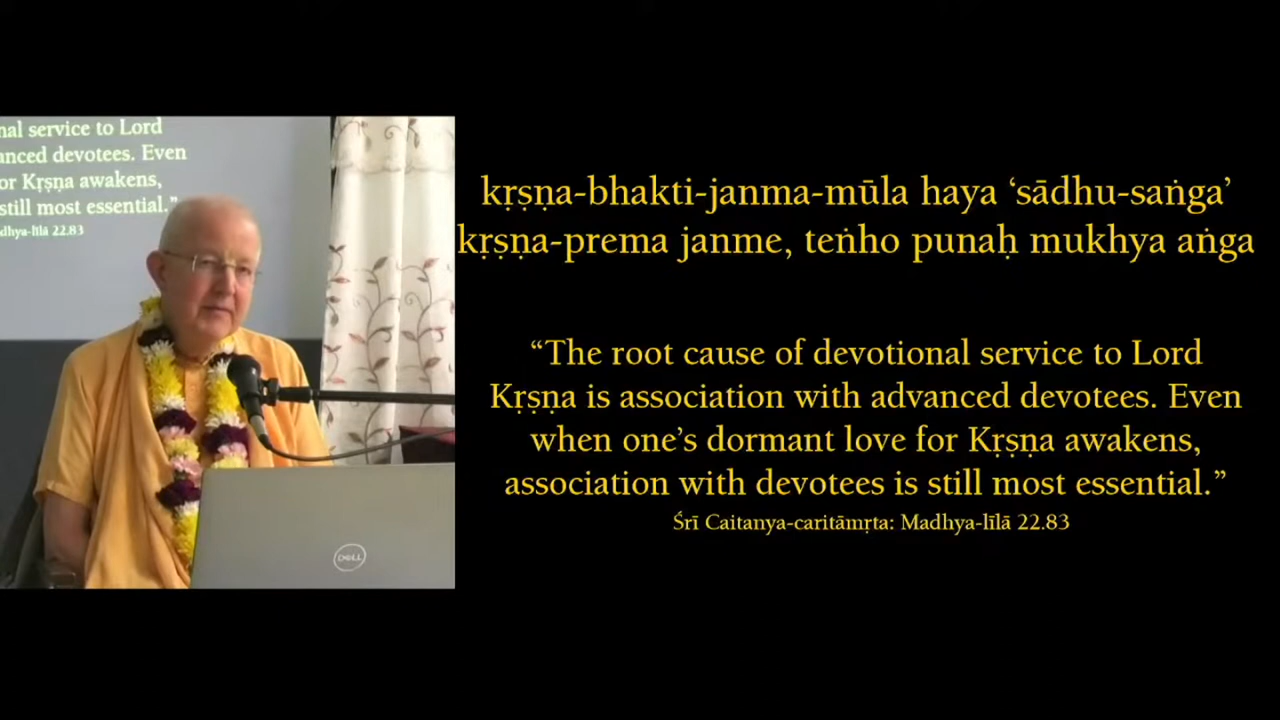 nal service to Lord
anced devotees. Even
or Kṛṣṇa awakens,
still most essential.”
dhya-līlā 22.83
DELL
kṛṣṇa-bhakti-janma-mūla haya ‘sādhu-saṅga’
kṛṣṇa-prema janme, teṅho punaḥ mukhya aṅga
“The root cause of devotional service to Lord
Kṛṣṇa is association with advanced devotees. Even
when one’s dormant love for Kṛṣṇa awakens,
association with devotees is still most essential.”
Śrī Caitanya-caritāmṛta: Madhya-līlā 22.83